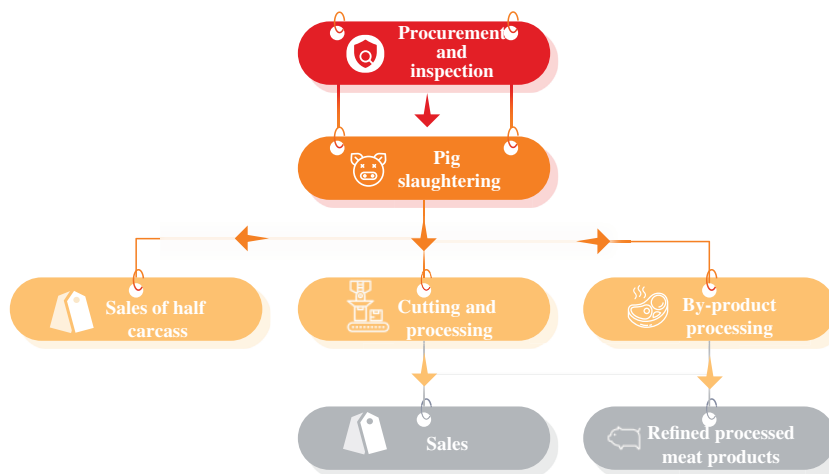 Procurement
and
inspection
Pig
slaughtering
Sales of half
carcass
Cutting and
processing
By-product
processing
Sales
Refined processed
meat products